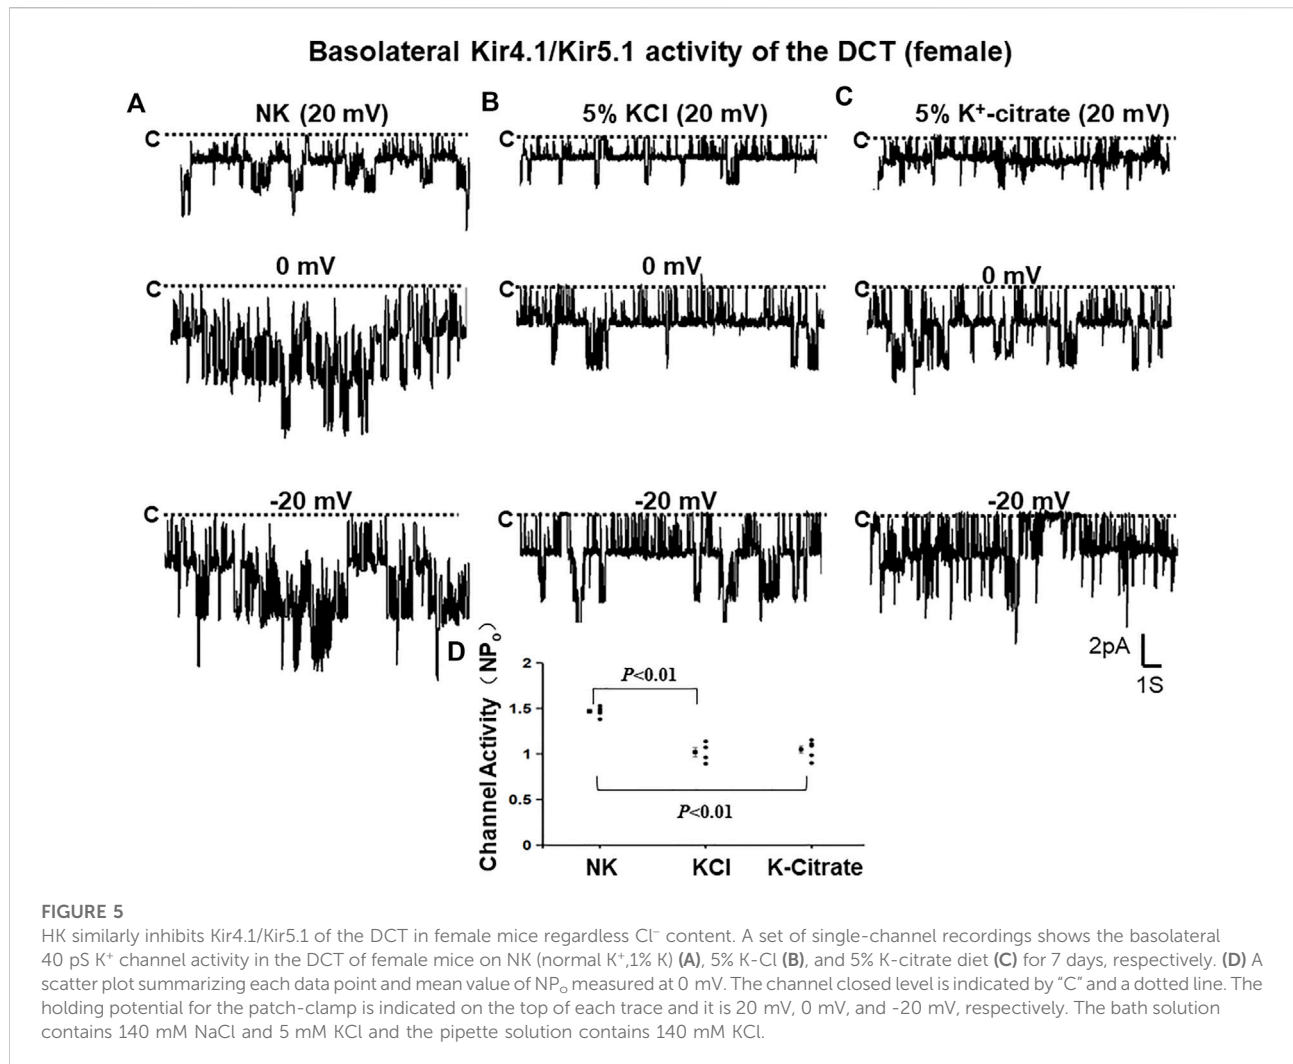 Basolateral Kir4.1/Kir5.1 activity of the DCT (female)
A
NK (20 mV)
C
0 mV
C
-20 mV
C
B
5% KCl (20 mV)
C
0 mV
C
-20 mV
C
C
5% K⁺-citrate (20 mV)
C
0 mV
C
-20 mV
C
2pA
1S
D
Channel Activity (NPₒ)
2
1.5
1
0.5
0
P<0.01
P<0.01
NK
KCl
K-Citrate
FIGURE 5
HK similarly inhibits Kir4.1/Kir5.1 of the DCT in female mice regardless Cl⁻ content. A set of single-channel recordings shows the basolateral
40 pS K⁺ channel activity in the DCT of female mice on NK (normal K⁺,1% K) (A), 5% K-Cl (B), and 5% K-citrate diet (C) for 7 days, respectively. (D) A
scatter plot summarizing each data point and mean value of NPₒ measured at 0 mV. The channel closed level is indicated by “C” and a dotted line. The
holding potential for the patch-clamp is indicated on the top of each trace and it is 20 mV, 0 mV, and -20 mV, respectively. The bath solution
contains 140 mM NaCl and 5 mM KCl and the pipette solution contains 140 mM KCl.